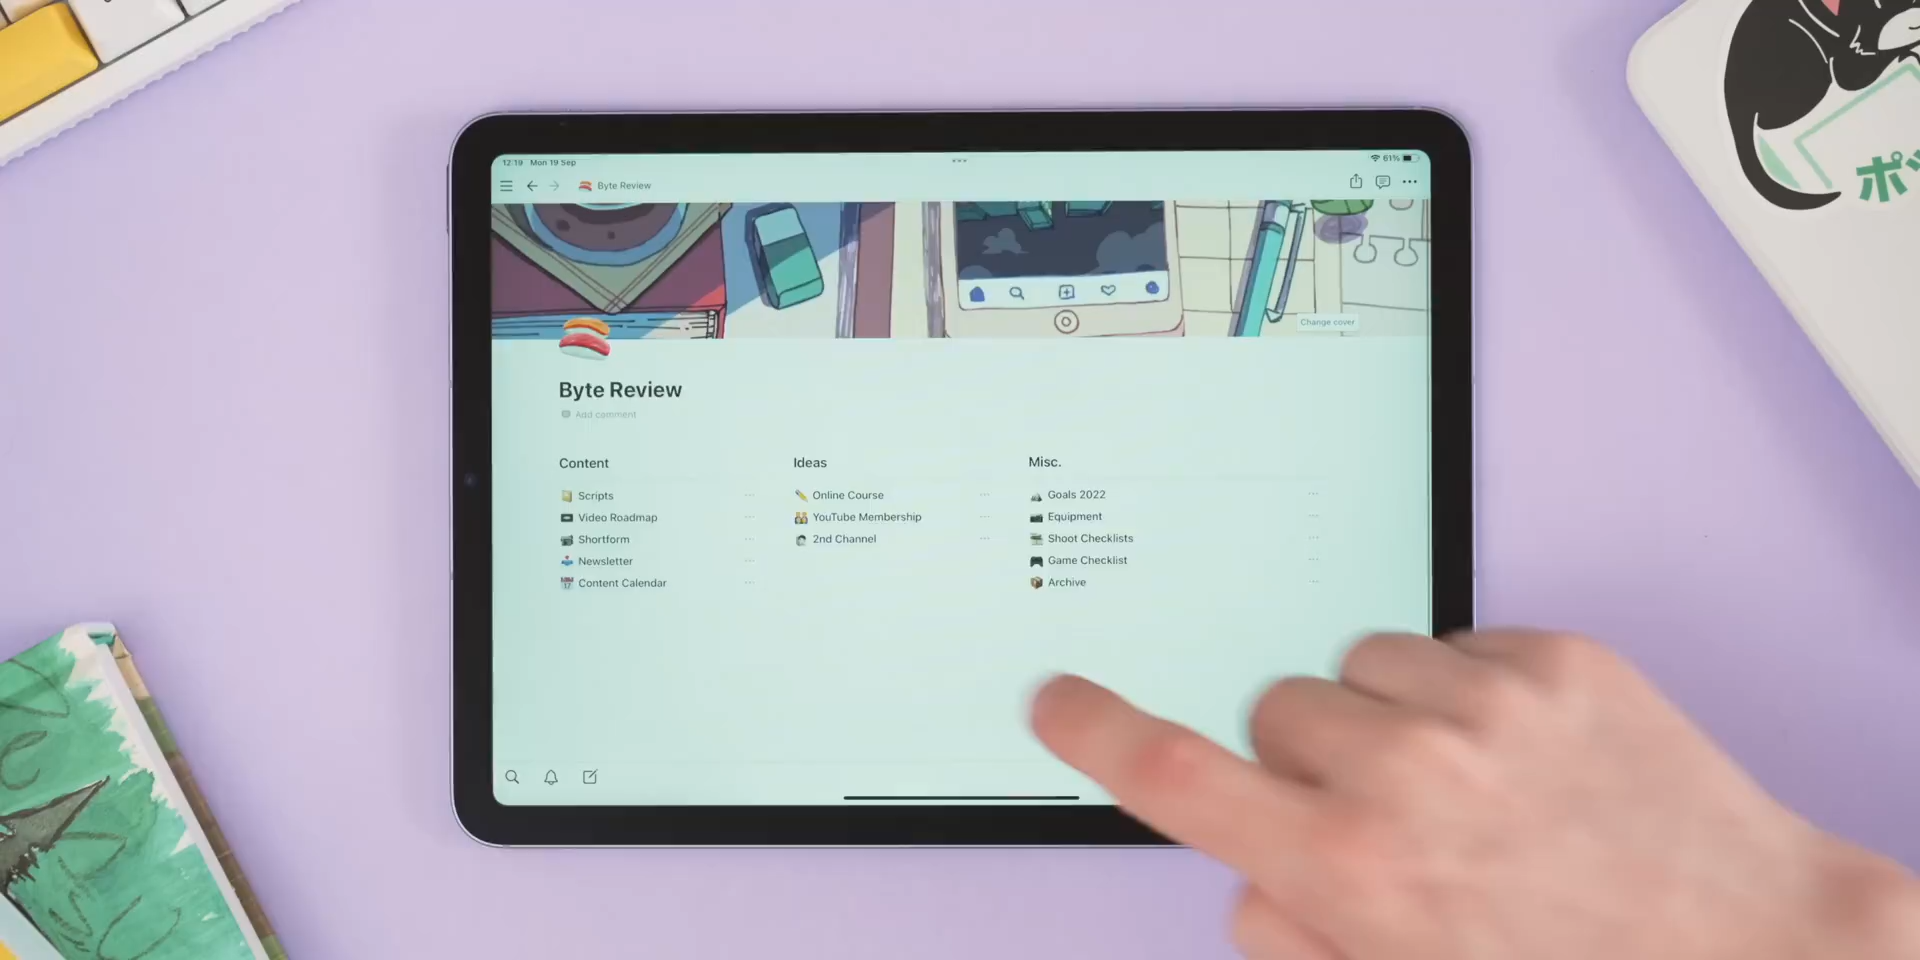 12:19 Mon 19 Sep
61%
Byte Review
Change cover
Byte Review
Add comment
Content
Scripts
Video Roadmap
Shortform
Newsletter
Content Calendar
Ideas
Online Course
YouTube Membership
2nd Channel
Misc.
Goals 2022
Equipment
Shoot Checklists
Game Checklist
Archive
ポッ